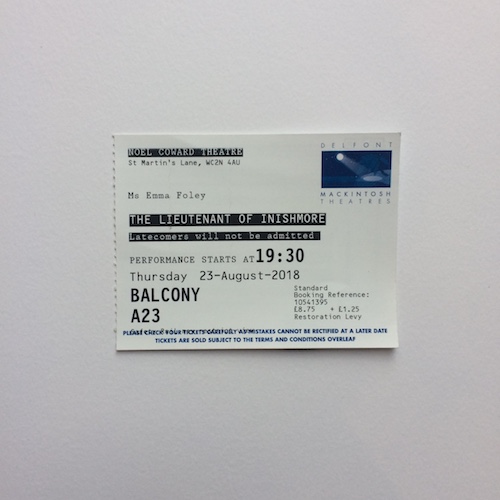 NOEL COWARD THEATRE
St Martin's Lane, WC2N 4AU
DELFONT
MACKINTOSH
THEATRES
Ms Emma Foley
THE LIEUTENANT OF INISHMORE
Latecomers will not be admitted
PERFORMANCE STARTS AT 19:30
Thursday 23-August-2018
BALCONY
A23
Standard
Booking Reference:
10541395
£8.75 + £1.25
Restoration Levy
PLEASE CHECK YOUR TICKETS CAREFULLY AS MISTAKES CANNOT BE RECTIFIED AT A LATER DATE
TICKETS ARE SOLD SUBJECT TO THE TERMS AND CONDITIONS OVERLEAF